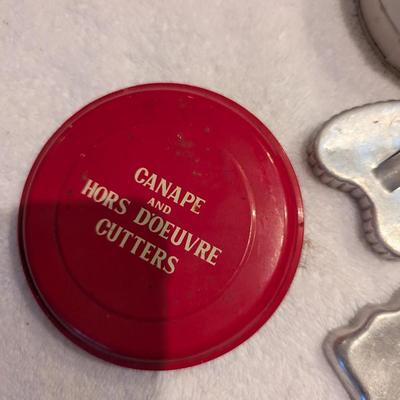 CANAPE
AND
HORS D'OEUVRE
CUTTERS